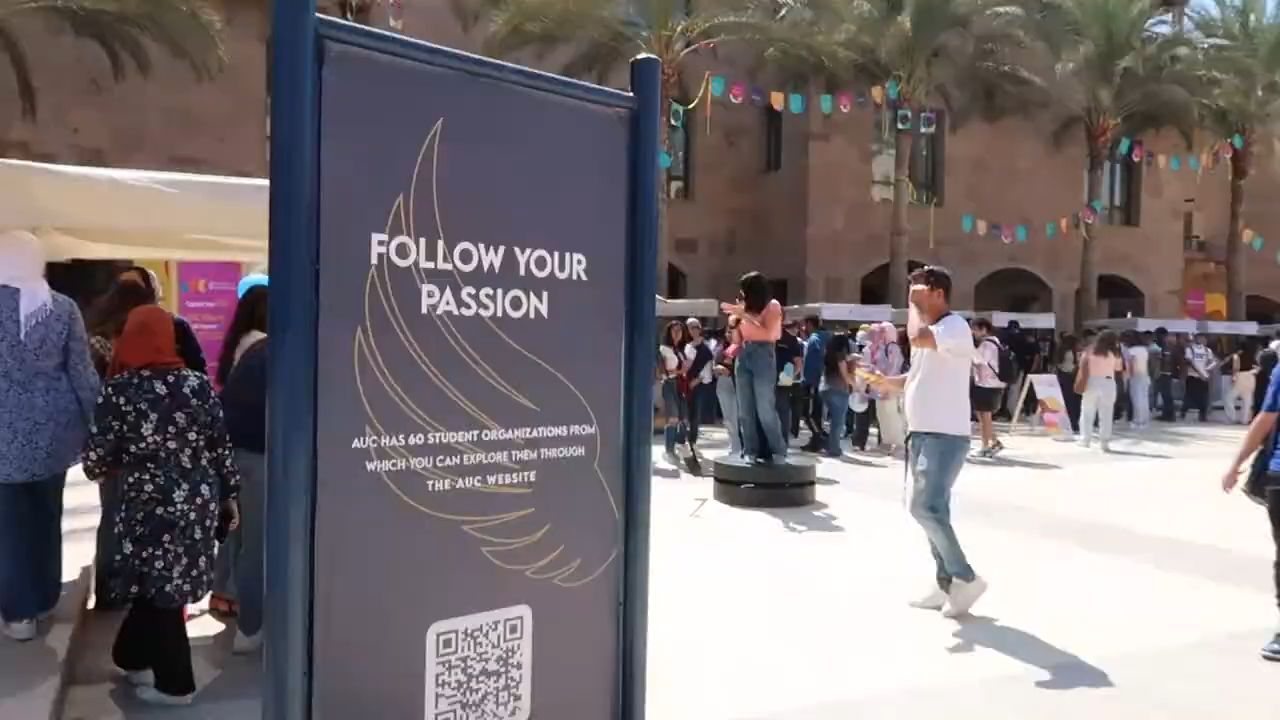 FOLLOW YOUR
PASSION
AUC HAS 60 STUDENT ORGANIZATIONS FROM
WHICH YOU CAN EXPLORE THEM THROUGH
THE AUC WEBSITE